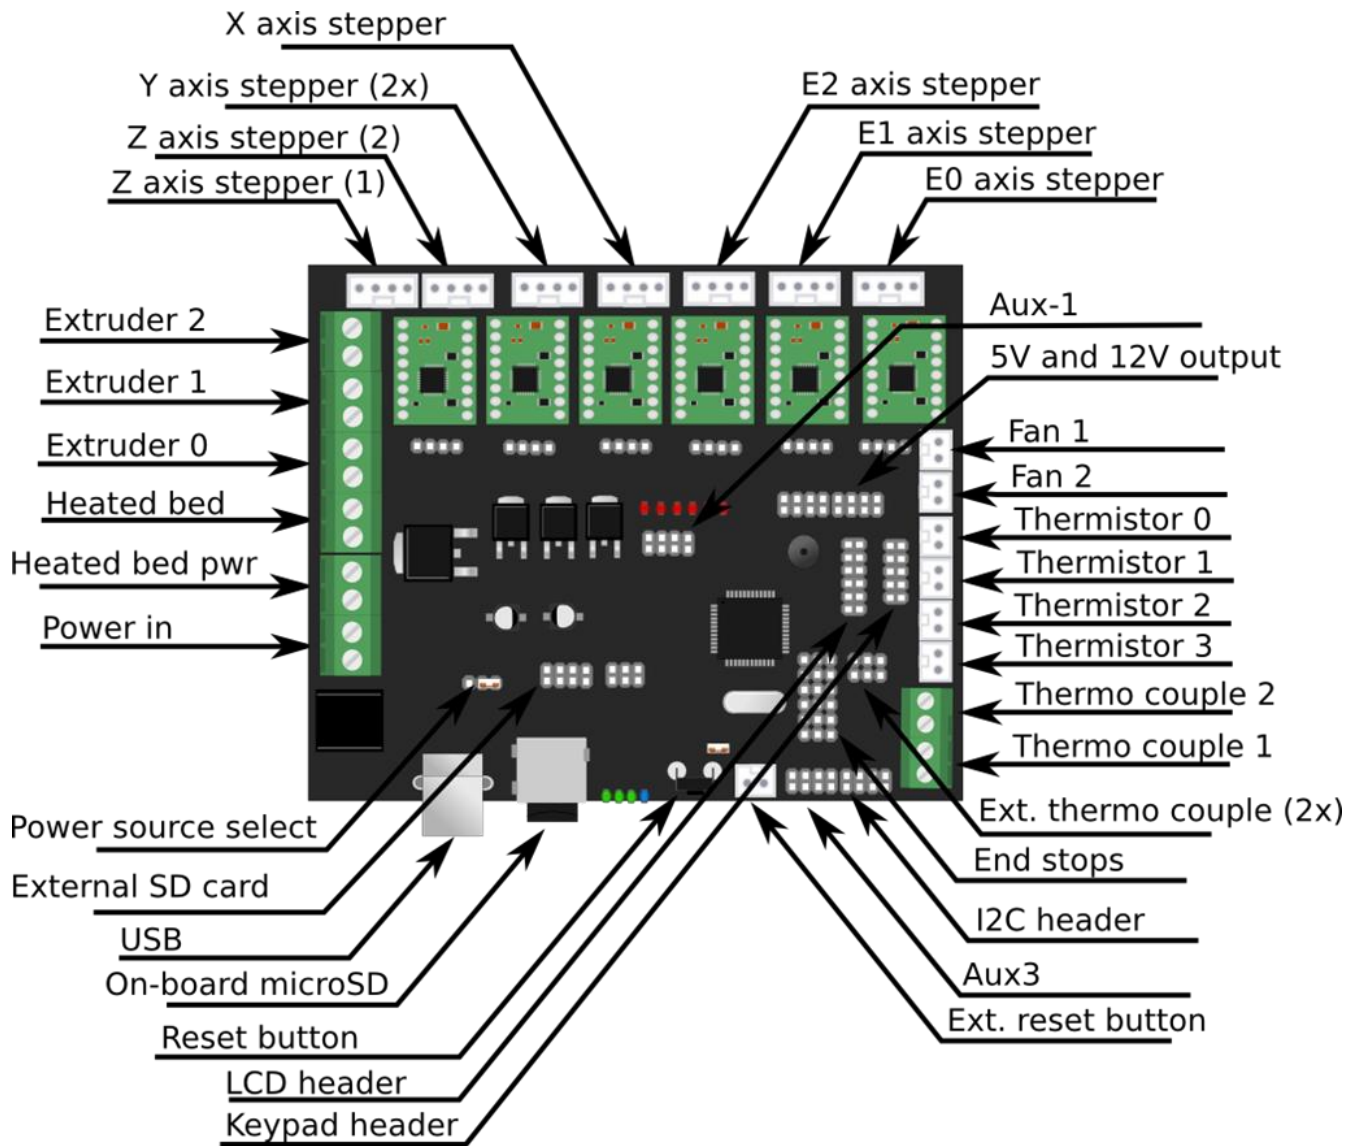 X axis stepper
Y axis stepper (2x)
Z axis stepper (2)
Z axis stepper (1)
E2 axis stepper
E1 axis stepper
E0 axis stepper
Extruder 2
Extruder 1
Extruder 0
Heated bed
Heated bed pwr
Power in
Aux-1
5V and 12V output
Fan 1
Fan 2
Thermistor 0
Thermistor 1
Thermistor 2
Thermistor 3
Thermo couple 2
Thermo couple 1
Ext. thermo couple (2x)
End stops
I2C header
Aux3
Ext. reset button
Power source select
External SD card
USB
On-board microSD
Reset button
LCD header
Keypad header